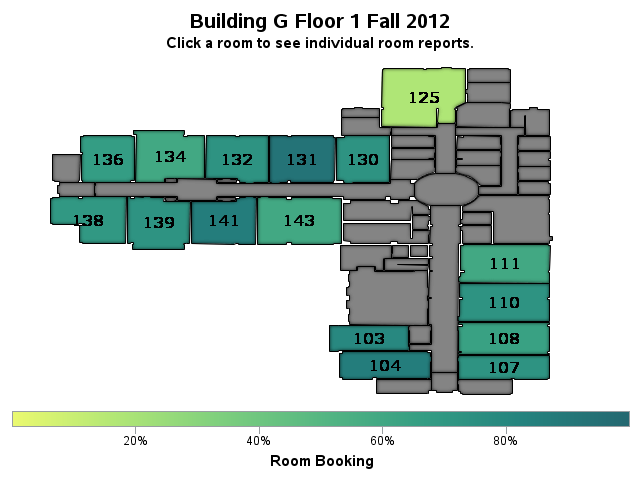 Building G Floor 1 Fall 2012
Click a room to see individual room reports.
125
136 134 132 131 130
138 139 141 143
111
110
103 108
104 107
20% 40% 60% 80%
Room Booking